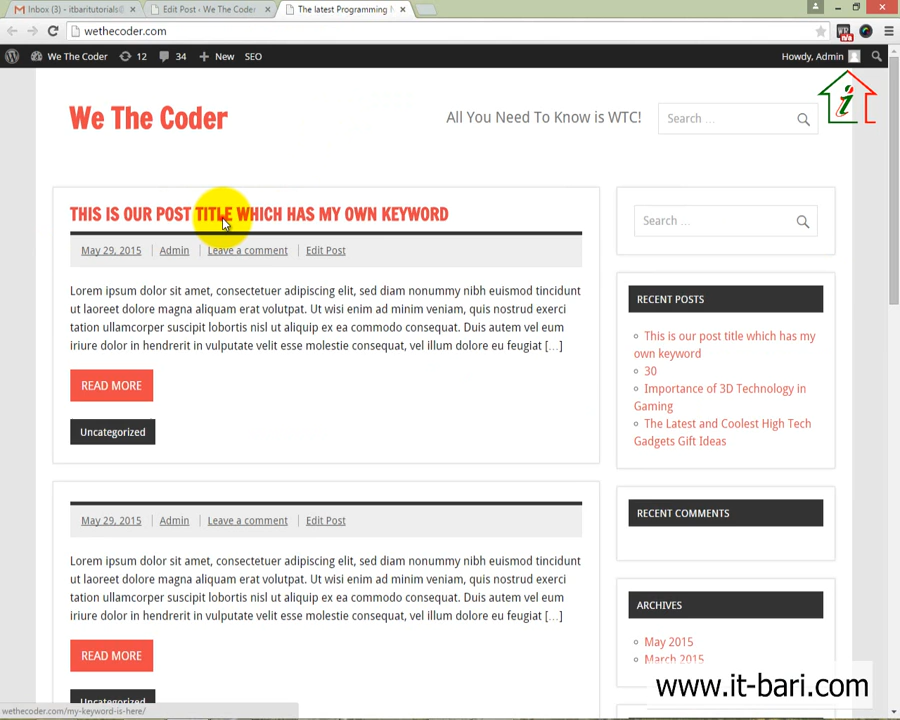 Inbox (3) - itbaritutorials@
Edit Post ‹ We The Coder
The latest Programming N
wethecoder.com
We The Coder 12 34 New SEO Howdy, Admin
We The Coder
All You Need To Know is WTC!
Search …
THIS IS OUR POST TITLE WHICH HAS MY OWN KEYWORD
May 29, 2015 Admin Leave a comment Edit Post
Lorem ipsum dolor sit amet, consectetuer adipiscing elit, sed diam nonummy nibh euismod tincidunt
ut laoreet dolore magna aliquam erat volutpat. Ut wisi enim ad minim veniam, quis nostrud exerci
tation ullamcorper suscipit lobortis nisl ut aliquip ex ea commodo consequat. Duis autem vel eum
iriure dolor in hendrerit in vulputate velit esse molestie consequat, vel illum dolore eu feugiat […]
READ MORE
Uncategorized
May 29, 2015 Admin Leave a comment Edit Post
Lorem ipsum dolor sit amet, consectetuer adipiscing elit, sed diam nonummy nibh euismod tincidunt
ut laoreet dolore magna aliquam erat volutpat. Ut wisi enim ad minim veniam, quis nostrud exerci
tation ullamcorper suscipit lobortis nisl ut aliquip ex ea commodo consequat. Duis autem vel eum
iriure dolor in hendrerit in vulputate velit esse molestie consequat, vel illum dolore eu feugiat […]
READ MORE
Uncategorized
Search …
RECENT POSTS
This is our post title which has my
own keyword
30
Importance of 3D Technology in
Gaming
The Latest and Coolest High Tech
Gadgets Gift Ideas
RECENT COMMENTS
ARCHIVES
May 2015
March 2015
www.it-bari.com
wethecoder.com/my-keyword-is-here/